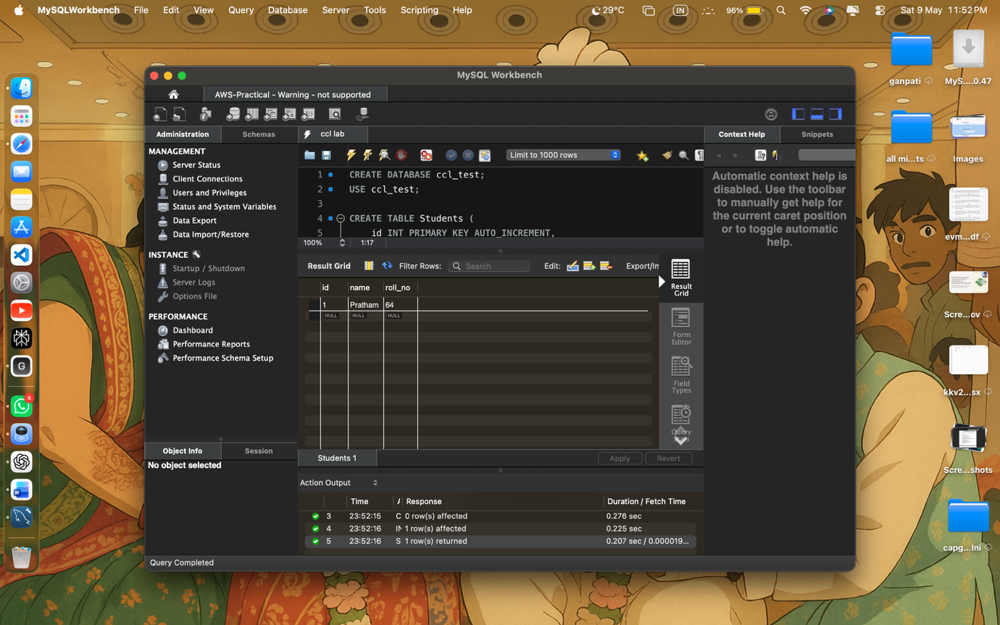 MySQLWorkbench File Edit View Query Database Server Tools Scripting Help 29°C IN 96% Sat 9 May 11:52 PM
MySQL Workbench
AWS-Practical - Warning - not supported
Administration Schemas
ccl lab
Context Help Snippets
MANAGEMENT
Server Status
Client Connections
Users and Privileges
Status and System Variables
Data Export
Data Import/Restore
INSTANCE
Startup / Shutdown
Server Logs
Options File
PERFORMANCE
Dashboard
Performance Reports
Performance Schema Setup
Object Info Session
No object selected
Limit to 1000 rows
1 CREATE DATABASE ccl_test;
2 USE ccl_test;
3
4 CREATE TABLE Students (
5 id INT PRIMARY KEY AUTO_INCREMENT,
100% 1:17
Result Grid Filter Rows: Search Edit: Export/Im
id name roll_no
1 Pratham 64
NULL NULL NULL
Result
Grid
Form
Editor
Field
Types
Query
Students 1 Apply Revert
Action Output
Time A Response Duration / Fetch Time
3 23:52:15 C 0 row(s) affected 0.276 sec
4 23:52:16 IN 1 row(s) affected 0.225 sec
5 23:52:16 S 1 row(s) returned 0.207 sec / 0.000019...
Query Completed
Automatic context help is
disabled. Use the toolbar
to manually get help for
the current caret position
or to toggle automatic
help.
G
8
W
ganpati
MyS....0.47
all mi...ts
Images
evm...df
Scre...ov
kkv2...sx
Scre...shots
capg...Ini